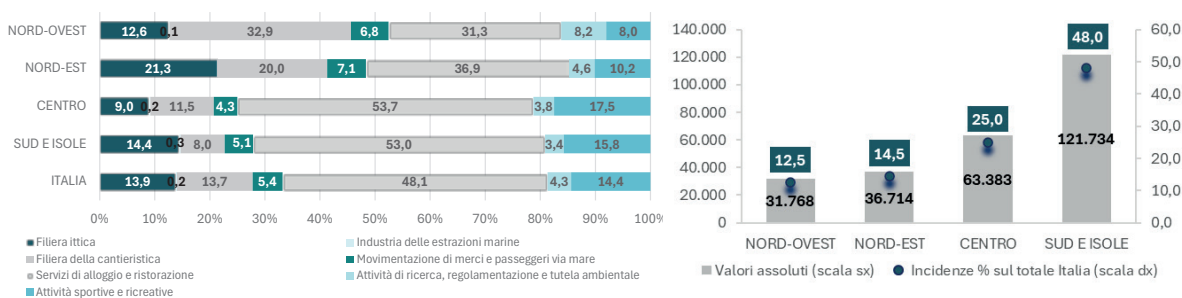 NORD-OVEST 12,6 0,1 32,9 6,8 31,3 8,2 8,0
NORD-EST 21,3 20,0 7,1 36,9 4,6 10,2
CENTRO 9,0 0,2 11,5 4,3 53,7 3,8 17,5
SUD E ISOLE 14,4 0,3 8,0 5,1 53,0 3,4 15,8
ITALIA 13,9 0,2 13,7 5,4 48,1 4,3 14,4
0% 10% 20% 30% 40% 50% 60% 70% 80% 90% 100%
Filiera ittica Industria delle estrazioni marine
Filiera della cantieristica Movimentazione di merci e passeggeri via mare
Servizi di alloggio e ristorazione Attività di ricerca, regolamentazione e tutela ambientale
Attività sportive e ricreative
140.000 48,0 60,0
120.000 50,0
100.000 40,0
80.000 25,0 121.734 30,0
60.000 12,5 14,5 20,0
40.000 63.383 10,0
20.000 31.768 36.714
0 0,0
NORD-OVEST NORD-EST CENTRO SUD E ISOLE
Valori assoluti (scala sx) Incidenze % sul totale Italia (scala dx)